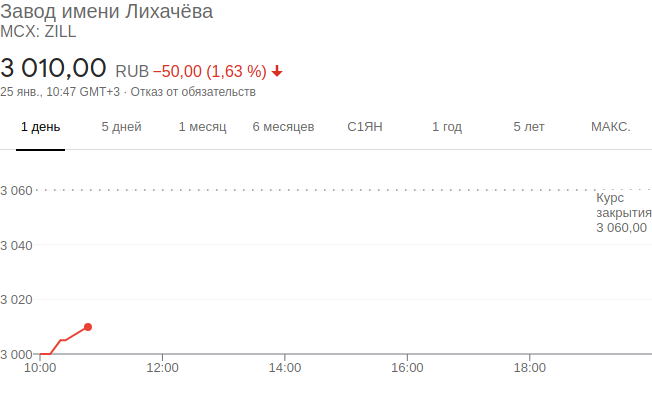 Завод имени Лихачёва
MCX: ZILL
3 010,00 RUB −50,00 (1,63 %)
25 янв., 10:47 GMT+3 · Отказ от обязательств
1 день 5 дней 1 месяц 6 месяцев С1ЯН 1 год 5 лет МАКС.
3 060
Курс
закрытия
3 060,00
3 040
3 020
3 000
10:00 12:00 14:00 16:00 18:00